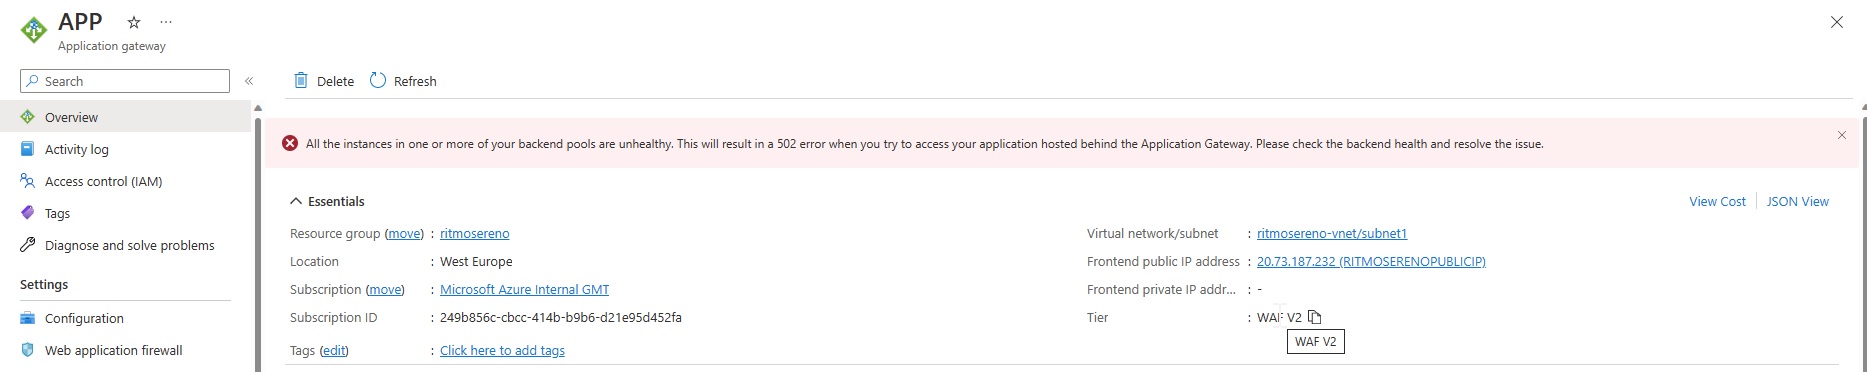 APP
Application gateway
Search
Delete
Refresh
Overview
Activity log
Access control (IAM)
Tags
Diagnose and solve problems
Settings
Configuration
Web application firewall
All the instances in one or more of your backend pools are unhealthy. This will result in a 502 error when you try to access your application hosted behind the Application Gateway. Please check the backend health and resolve the issue.
Essentials
View Cost
JSON View
Resource group (move) : ritmosereno
Location : West Europe
Subscription (move) : Microsoft Azure Internal GMT
Subscription ID : 249b856c-cbcc-414b-b9b6-d21e95d452fa
Tags (edit) : Click here to add tags
Virtual network/subnet : ritmosereno-vnet/subnet1
Frontend public IP address : 20.73.187.232 (RITMOSERENOPUBLICIP)
Frontend private IP addr... : -
Tier : WAF V2
WAF V2